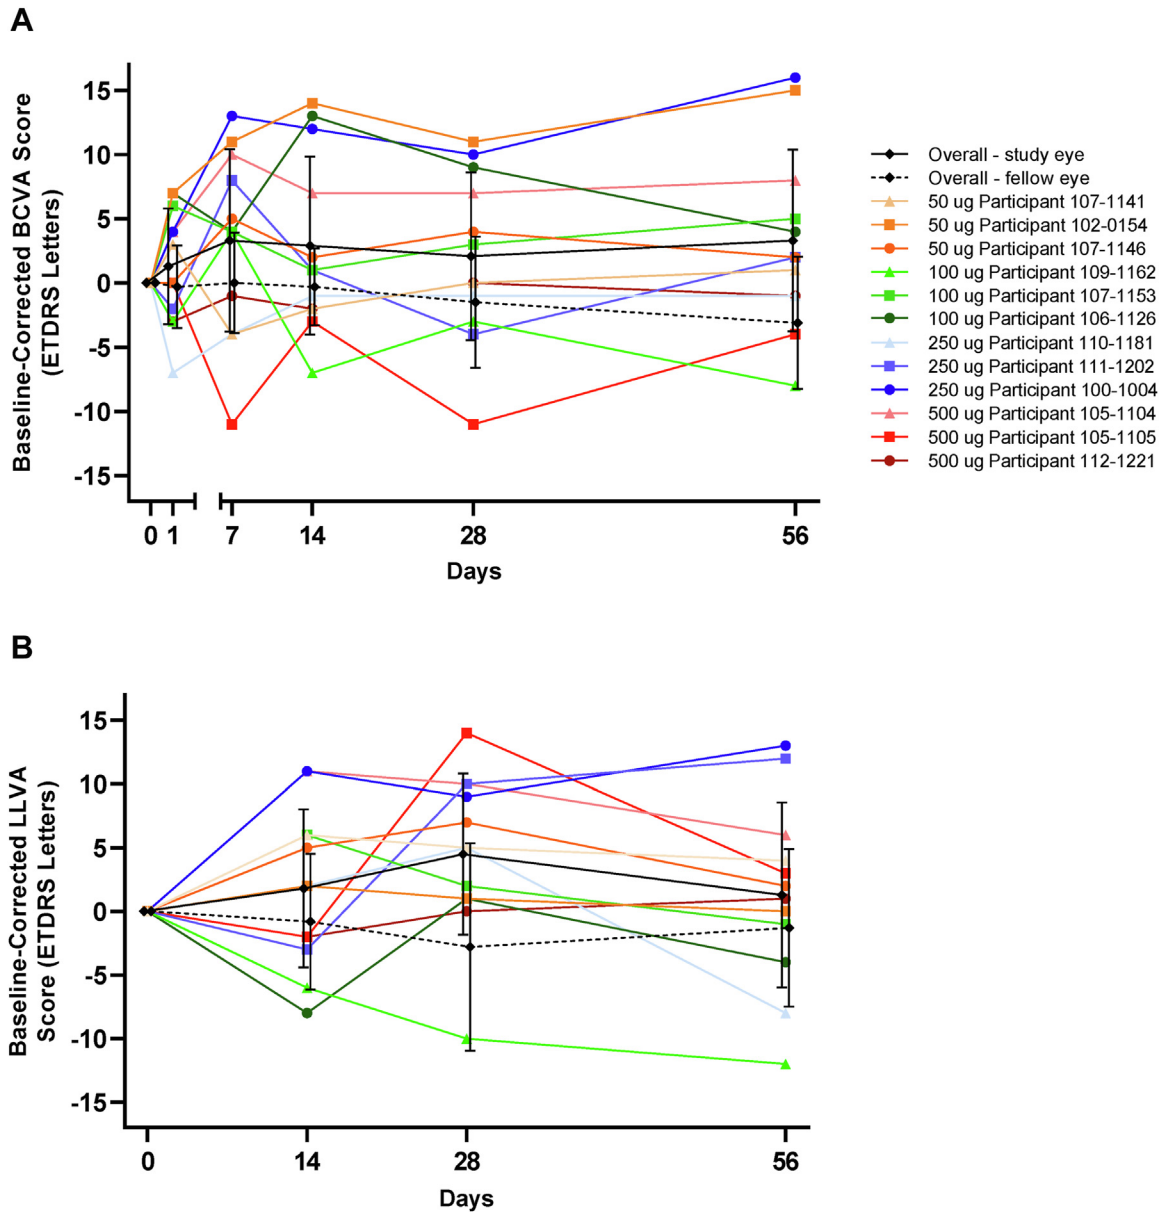 A
Baseline-Corrected BCVA Score
(ETDRS Letters)
15
10
5
0
-5
-10
-15
0 1 7 14 28 56
Days
Overall - study eye
Overall - fellow eye
50 ug Participant 107-1141
50 ug Participant 102-0154
50 ug Participant 107-1146
100 ug Participant 109-1162
100 ug Participant 107-1153
100 ug Participant 106-1126
250 ug Participant 110-1181
250 ug Participant 111-1202
250 ug Participant 100-1004
500 ug Participant 105-1104
500 ug Participant 105-1105
500 ug Participant 112-1221
B
Baseline-Corrected LLVA
Score (ETDRS Letters)
15
10
5
0
-5
-10
-15
0 14 28 56
Days